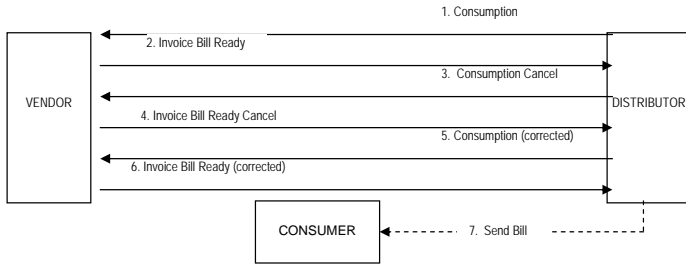 1. Consumption
2. Invoice Bill Ready
3. Consumption Cancel
VENDOR
DISTRIBUTOR
4. Invoice Bill Ready Cancel
5. Consumption (corrected)
6. Invoice Bill Ready (corrected)
CONSUMER
7. Send Bill